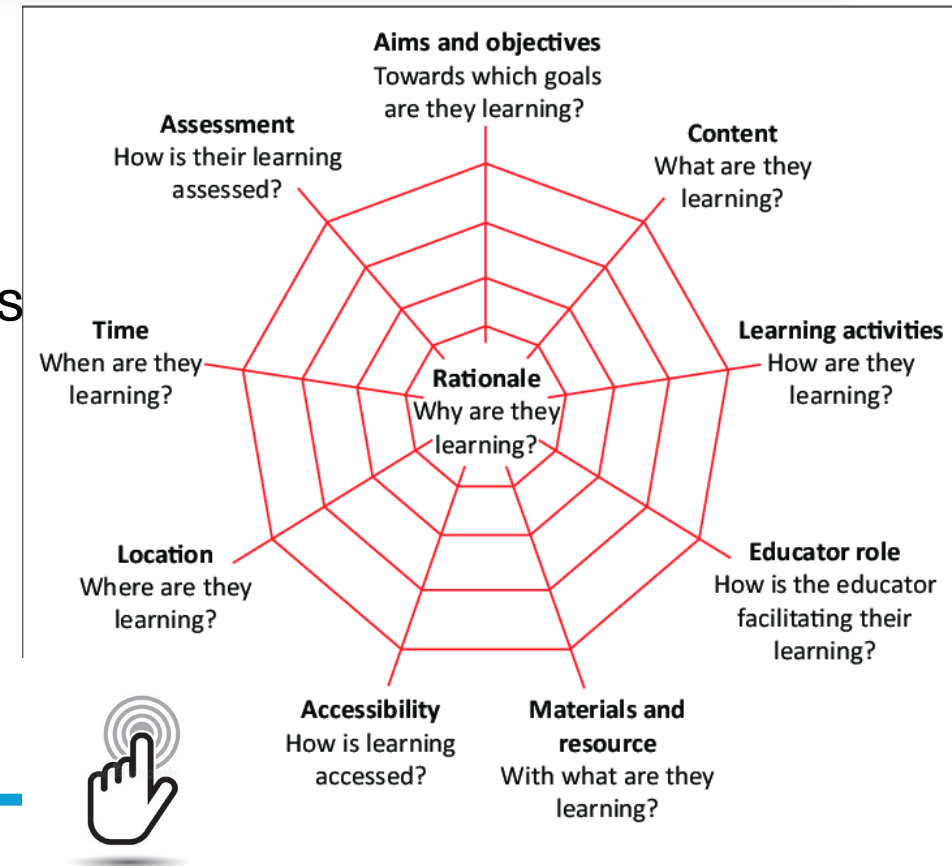 Aims and objectives
Towards which goals
are they learning?
Content
What are they
learning?
Learning activities
How are they
learning?
Educator role
How is the educator
facilitating their
learning?
Materials and
resource
With what are they
learning?
Accessibility
How is learning
accessed?
Location
Where are they
learning?
Time
When are they
learning?
Assessment
How is their learning
assessed?
Rationale
Why are they
learning?
s